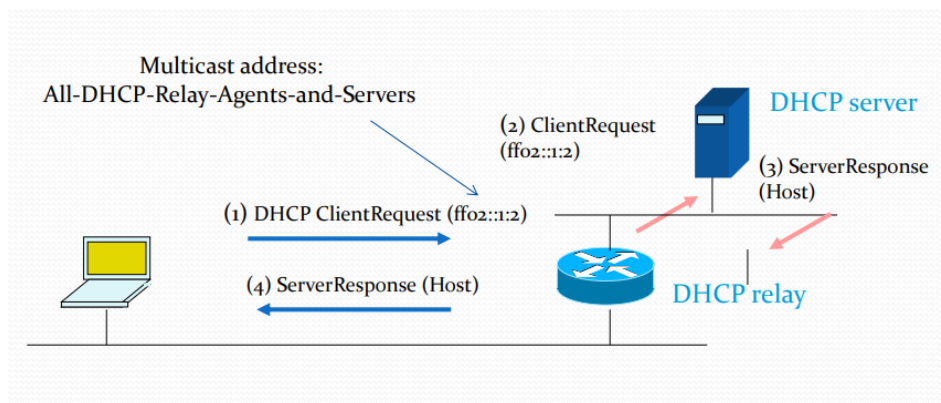 Multicast address:
All-DHCP-Relay-Agents-and-Servers
DHCP server
(2) ClientRequest
(ff02::1:2)
(3) ServerResponse
(Host)
(1) DHCP ClientRequest (ff02::1:2)
(4) ServerResponse (Host)
DHCP relay